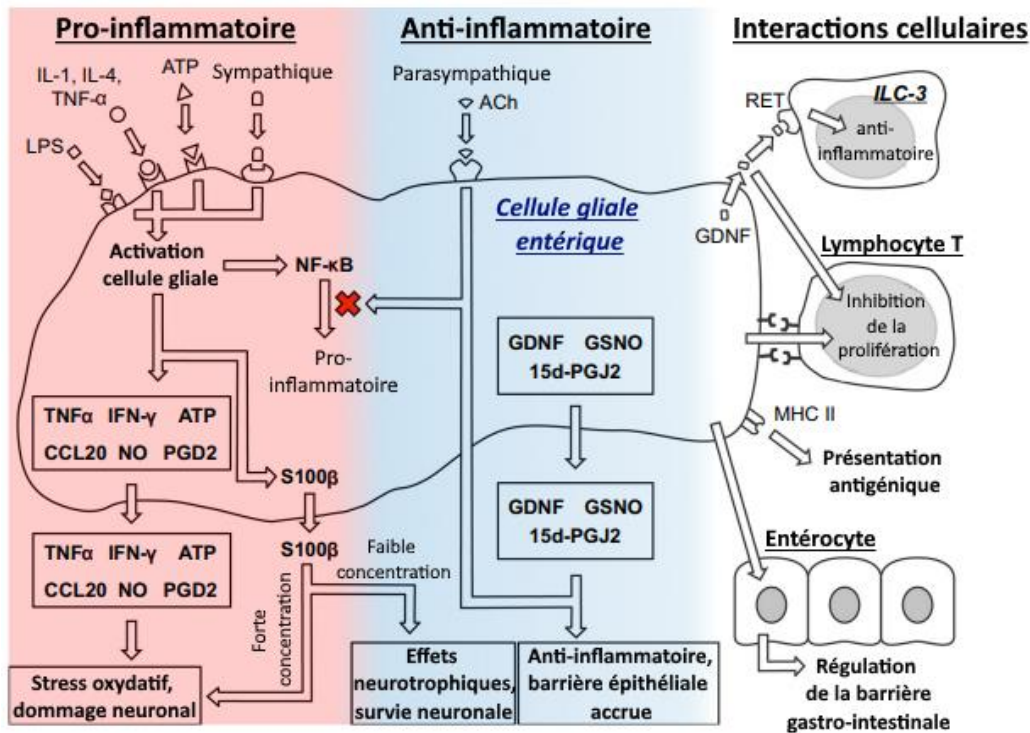 Pro-inflammatoire
Anti-inflammatoire
Interactions cellulaires
IL-1, IL-4,
TNF-α
ATP
Sympathique
LPS
Parasympathique
ACh
RET
ILC-3
anti-
inflammatoire
GDNF
Cellule gliale
entérique
Activation
cellule gliale
NF-κB
Pro-
inflammatoire
Lymphocyte T
Inhibition
de la
prolifération
GDNF GSNO
15d-PGJ2
TNFα IFN-γ ATP
CCL20 NO PGD2
S100β
MHC II
Présentation
antigénique
GDNF GSNO
15d-PGJ2
TNFα IFN-γ ATP
CCL20 NO PGD2
S100β
Faible
concentration
Forte
concentration
Entérocyte
Stress oxydatif,
dommage neuronal
Effets
neurotrophiques,
survie neuronale
Anti-inflammatoire,
barrière épithéliale
accrue
Régulation
de la barrière
gastro-intestinale